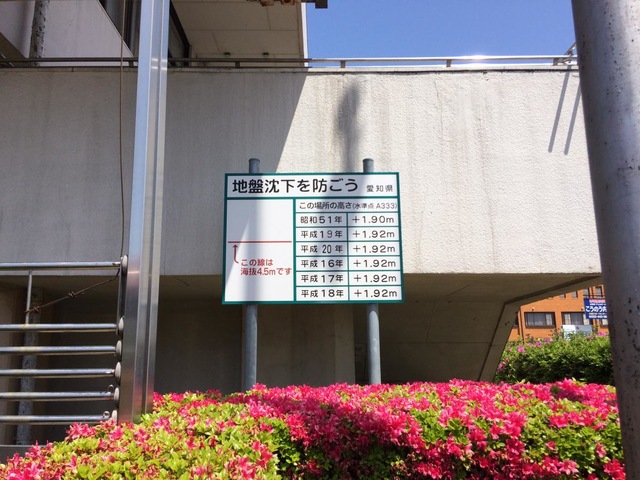 地盤沈下を防ごう 愛知県
この場所の高さ(水準点 A333)
昭和51年 +1.90m
平成19年 +1.92m
平成20年 +1.92m
平成16年 +1.92m
平成17年 +1.92m
平成18年 +1.92m
この線は
海抜4.5mです